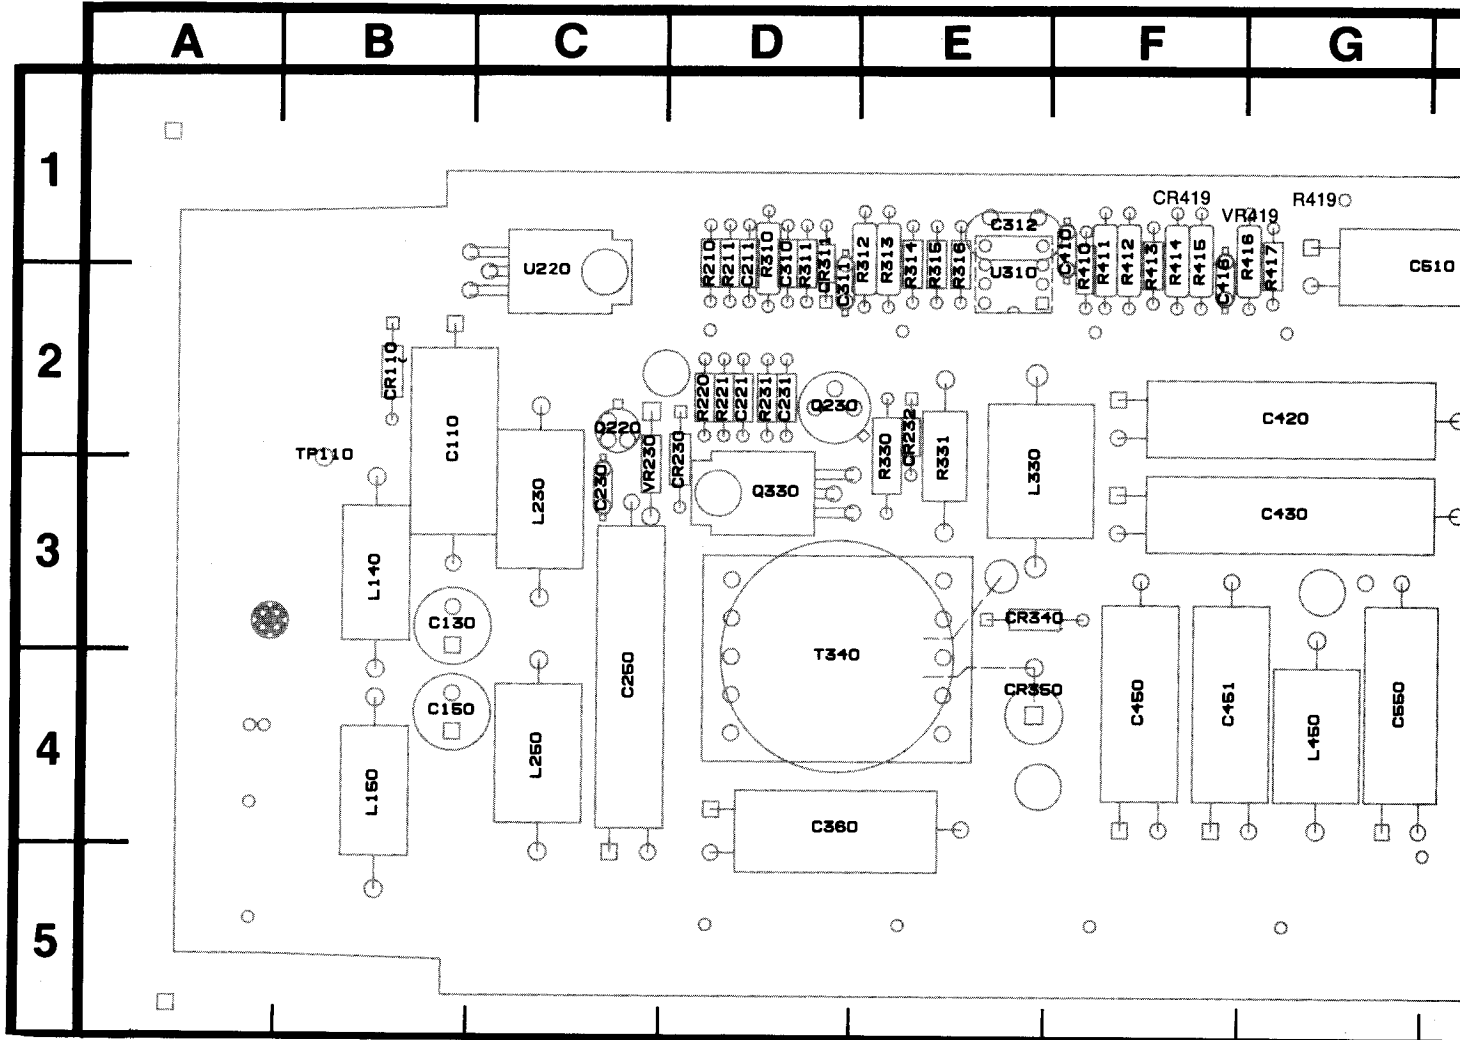 A B C D E F G
1
CR419 R419
VR419
R210 R211 C211 R310 C310 R311 CR311 C311 R312 R313 R314 R315 R316 C312 C410 R410 R411 R412 R413 R414 R415 C416 R416 R417
U220 U310 C510
2
CR110 C110 Q220 VR230 CR230 R220 R221 C221 R231 C231 Q230 R330 CR232 R331 L330 C420
TP110
L230 C230 Q330 C430
3
L140 C130 C250 T340 CR340
4
C150 L250 CR350 C450 C451 L450 C550
L150 C360
5